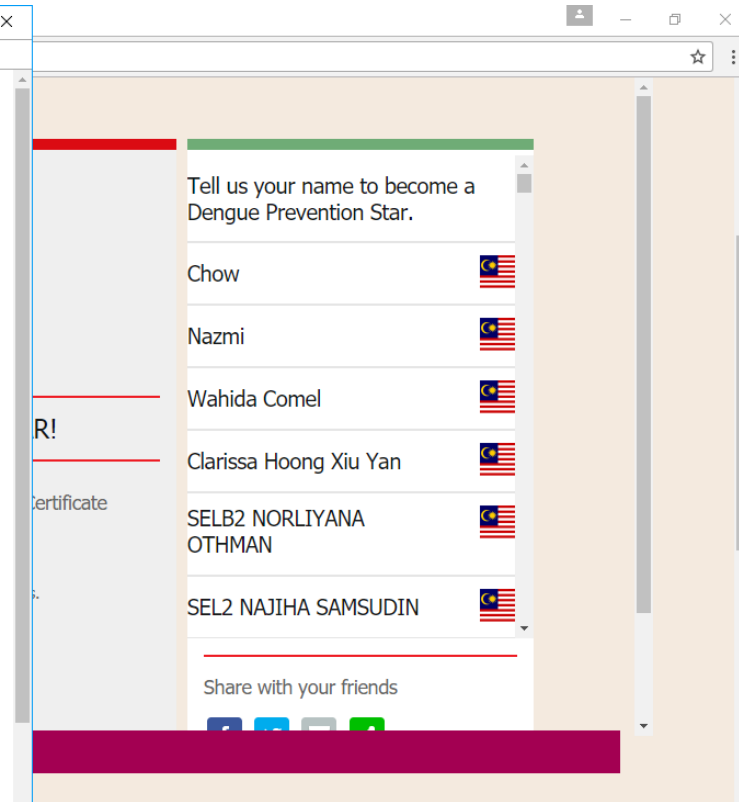 Tell us your name to become a
Dengue Prevention Star.
Chow
Nazmi
Wahida Comel
R!
Clarissa Hoong Xiu Yan
Certificate
SELB2 NORLIYANA
OTHMAN
s.
SEL2 NAJIHA SAMSUDIN
Share with your friends